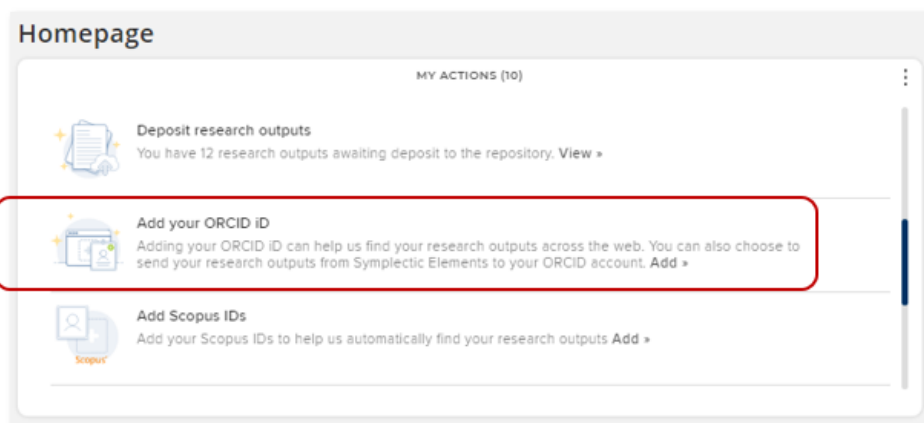 Homepage
MY ACTIONS (10)
Deposit research outputs
You have 12 research outputs awaiting deposit to the repository. View »
Add your ORCID iD
Adding your ORCID iD can help us find your research outputs across the web. You can also choose to
send your research outputs from Symplectic Elements to your ORCID account. Add »
Add Scopus IDs
Add your Scopus IDs to help us automatically find your research outputs Add »
Scopus